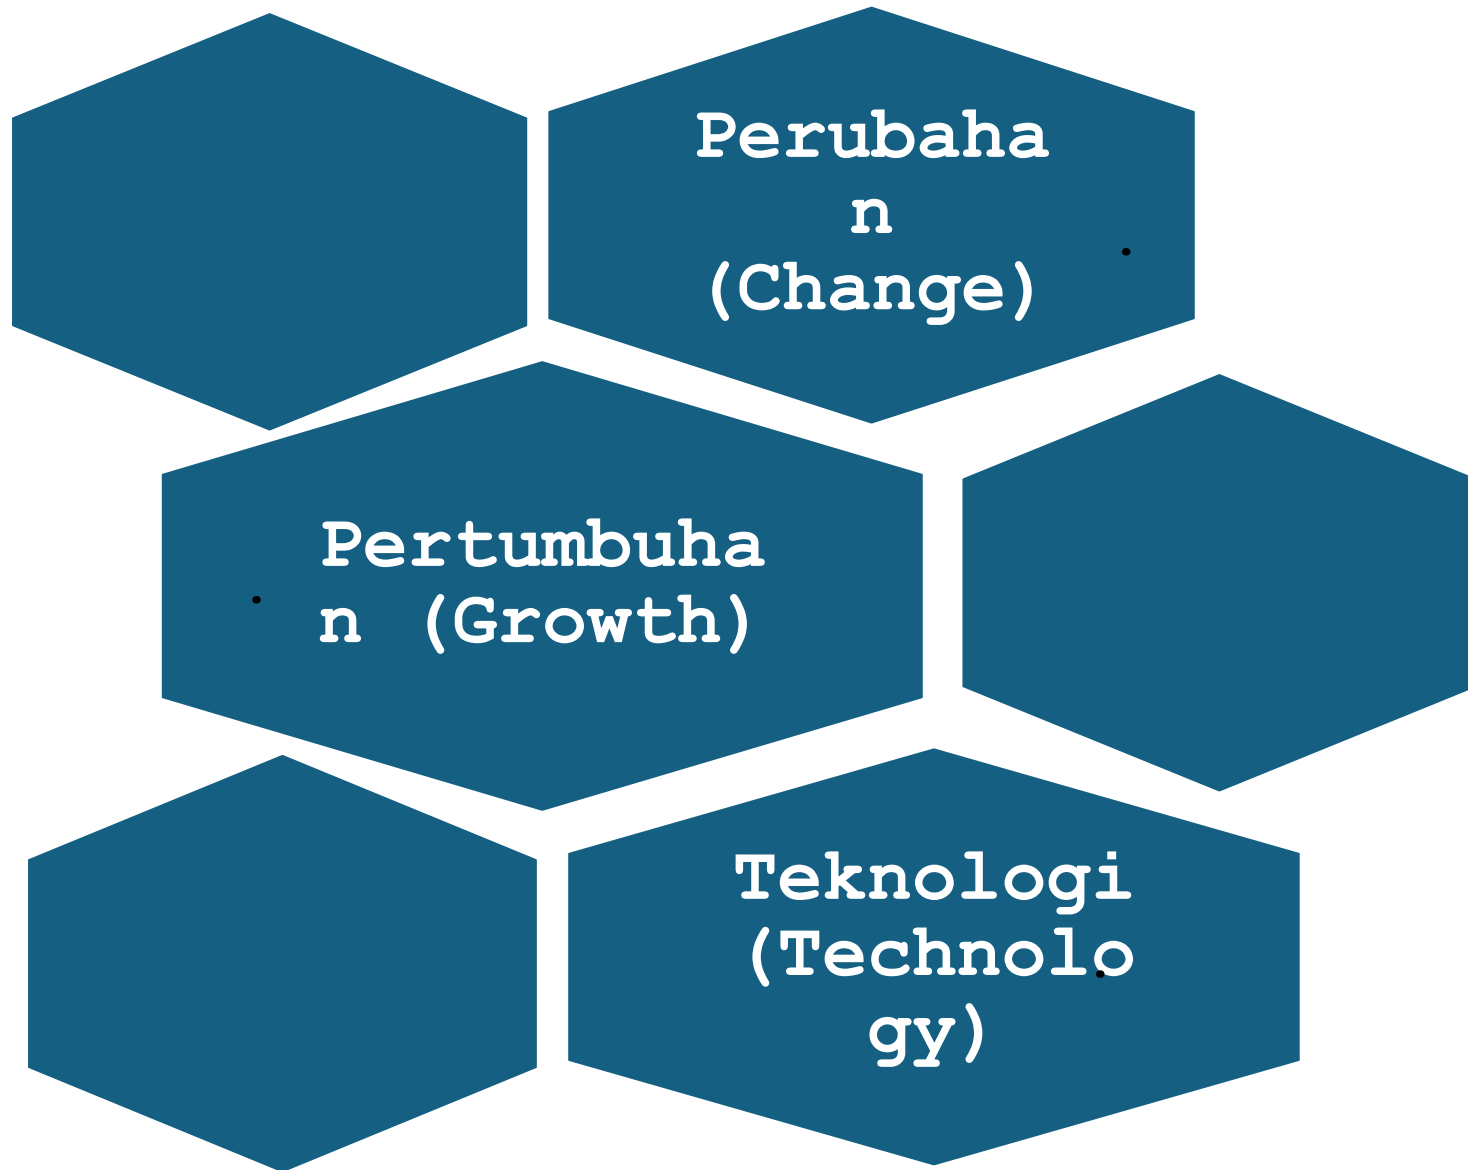 Perubaha
n
(Change)
Pertumbuha
n (Growth)
Teknologi
(Technolo
gy)